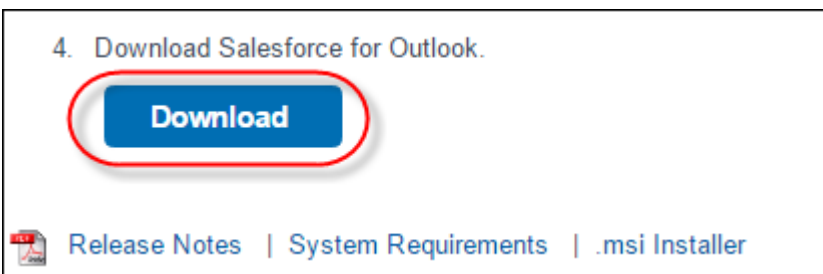 4. Download Salesforce for Outlook.
Download
Release Notes | System Requirements | .msi Installer